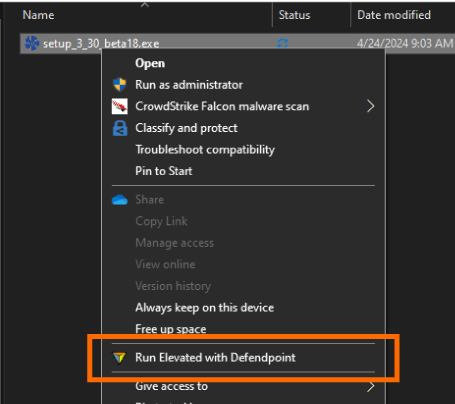 Name Status Date modified
setup_3_30_beta18.exe 4/24/2024 9:03 AM
Open
Run as administrator
CrowdStrike Falcon malware scan
Classify and protect
Troubleshoot compatibility
Pin to Start
Share
Copy Link
Manage access
View online
Version history
Always keep on this device
Free up space
Run Elevated with Defendpoint
Give access to